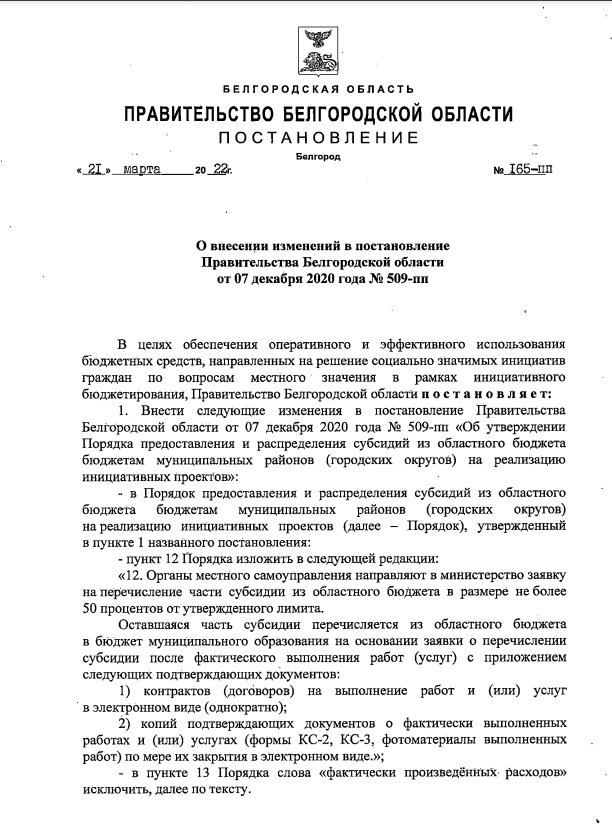 БЕЛГОРОДСКАЯ ОБЛАСТЬ
ПРАВИТЕЛЬСТВО БЕЛГОРОДСКОЙ ОБЛАСТИ
ПОСТАНОВЛЕНИЕ
Белгород
« 21 » марта 20 22г. № 165-пп
О внесении изменений в постановление
Правительства Белгородской области
от 07 декабря 2020 года № 509-пп
В целях обеспечения оперативного и эффективного использования
бюджетных средств, направленных на решение социально значимых инициатив
граждан по вопросам местного значения в рамках инициативного
бюджетирования, Правительство Белгородской области п о с т а н о в л я е т:
1. Внести следующие изменения в постановление Правительства
Белгородской области от 07 декабря 2020 года № 509-пп «Об утверждении
Порядка предоставления и распределения субсидий из областного бюджета
бюджетам муниципальных районов (городских округов) на реализацию
инициативных проектов»:
- в Порядок предоставления и распределения субсидий из областного
бюджета бюджетам муниципальных районов (городских округов)
на реализацию инициативных проектов (далее – Порядок), утвержденный
в пункте 1 названного постановления:
- пункт 12 Порядка изложить в следующей редакции:
«12. Органы местного самоуправления направляют в министерство заявку
на перечисление части субсидии из областного бюджета в размере не более
50 процентов от утвержденного лимита.
Оставшаяся часть субсидии перечисляется из областного бюджета
в бюджет муниципального образования на основании заявки о перечислении
субсидии после фактического выполнения работ (услуг) с приложением
следующих подтверждающих документов:
1) контрактов (договоров) на выполнение работ и (или) услуг
в электронном виде (однократно);
2) копий подтверждающих документов о фактически выполненных
работах и (или) услугах (формы КС-2, КС-3, фотоматериалы выполненных
работ) по мере их закрытия в электронном виде.»;
- в пункте 13 Порядка слова «фактически произведённых расходов»
исключить, далее по тексту.